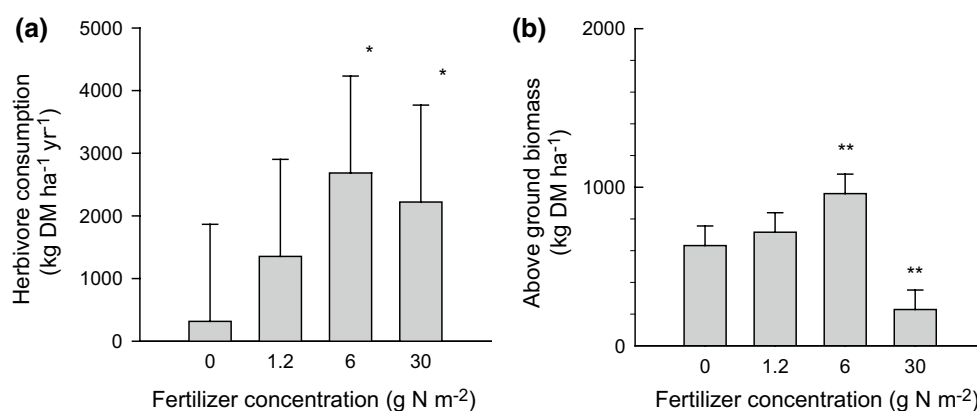 (a)
Herbivore consumption
(kg DM ha⁻¹ yr⁻¹)
5000
4000
3000
2000
1000
0
*
*
0 1.2 6 30
Fertilizer concentration (g N m⁻²)
(b)
Above ground biomass
(kg DM ha⁻¹)
2000
1000
0
**
**
0 1.2 6 30
Fertilizer concentration (g N m⁻²)